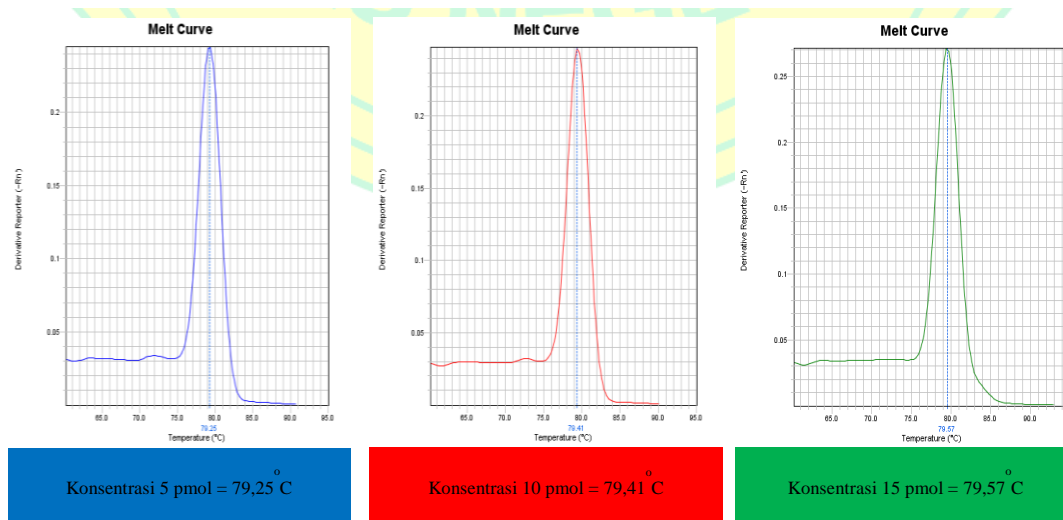 Melt Curve
Derivative Reporter (-Rn')
0.2
0.15
0.1
0.05
65.0 70.0 75.0 80.0 85.0 90.0 95.0
79.25
Temperature (°C)
Konsentrasi 5 pmol = 79,25 °C
Melt Curve
Derivative Reporter (-Rn')
0.2
0.15
0.1
0.05
65.0 70.0 75.0 80.0 85.0 90.0 95.0
79.41
Temperature (°C)
Konsentrasi 10 pmol = 79,41 °C
Melt Curve
Derivative Reporter (-Rn')
0.25
0.2
0.15
0.1
0.05
65.0 70.0 75.0 80.0 85.0 90.0
79.57
Temperature (°C)
Konsentrasi 15 pmol = 79,57 °C